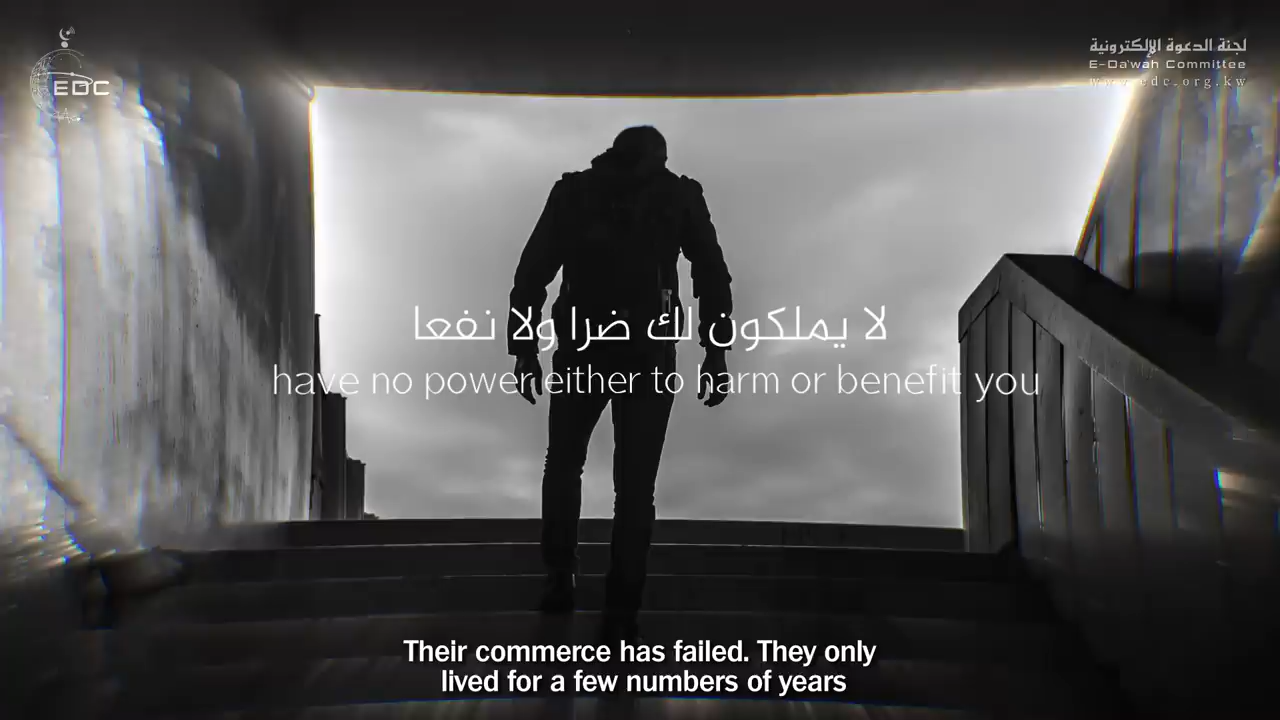 EDC
لجنة الدعوة الإلكترونية
E-Da'wah Committee
www.edc.org.kw
لا يملكون لك ضرا ولا نفعا
have no power either to harm or benefit you
Their commerce has failed. They only
lived for a few numbers of years